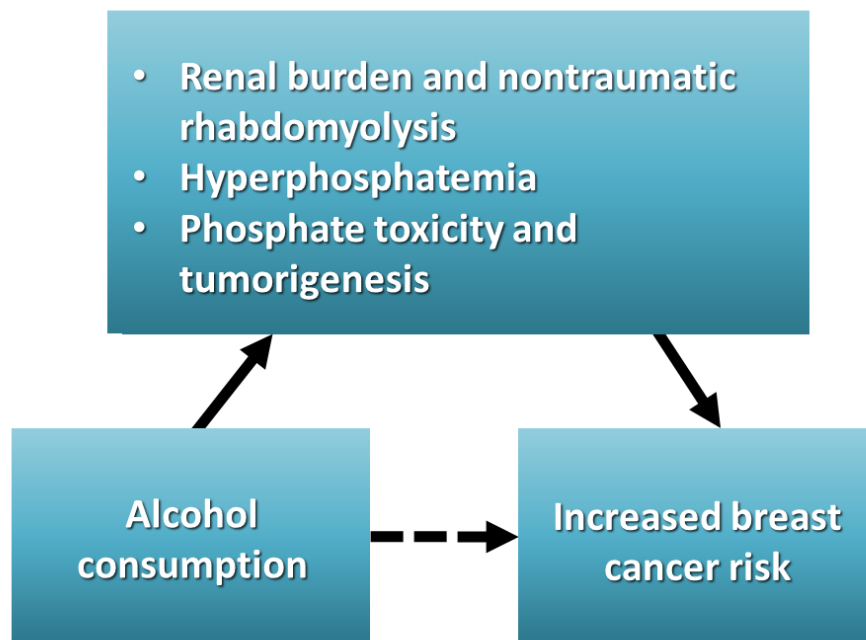 • Renal burden and nontraumatic
rhabdomyolysis
• Hyperphosphatemia
• Phosphate toxicity and
tumorigenesis
Alcohol
consumption
Increased breast
cancer risk